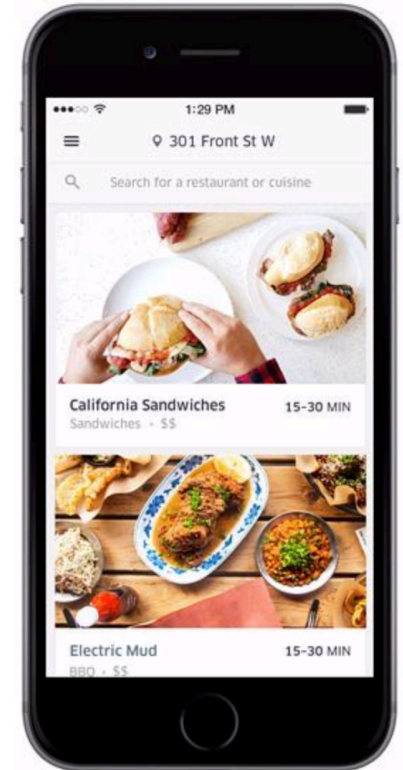 1:29 PM
301 Front St W
Search for a restaurant or cuisine
California Sandwiches 15-30 MIN
Sandwiches • $$
Electric Mud 15-30 MIN
BBQ • $$